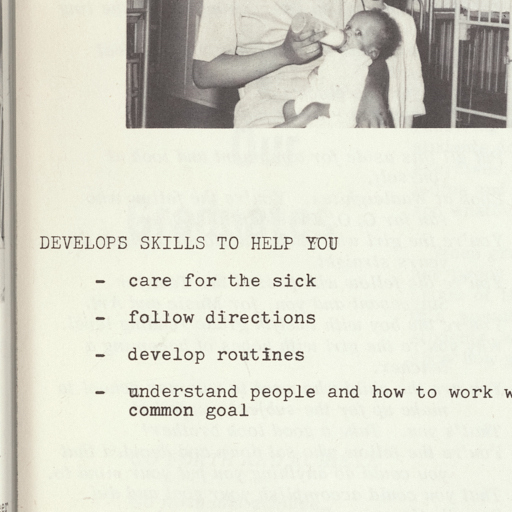 DEVELOPS SKILLS TO HELP YOU
- care for the sick
- follow directions
- develop routines
- understand people and how to work w
common goal